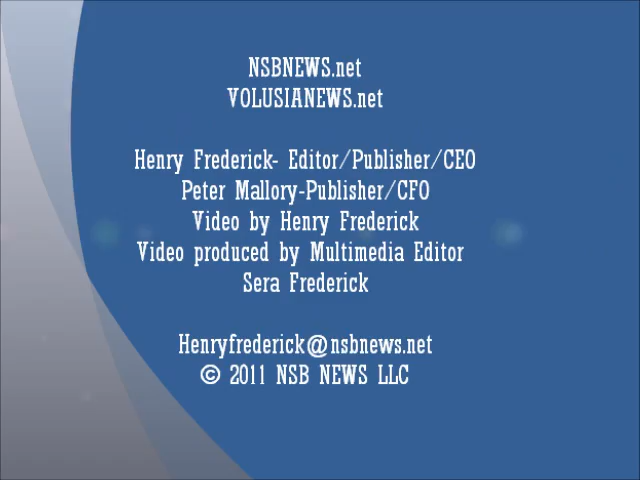 NSBNEWS.net
VOLUSIANEWS.net
Henry Frederick- Editor/Publisher/CEO
Peter Mallory-Publisher/CFO
Video by Henry Frederick
Video produced by Multimedia Editor
Sera Frederick
Henryfrederick@nsbnews.net
© 2011 NSB NEWS LLC